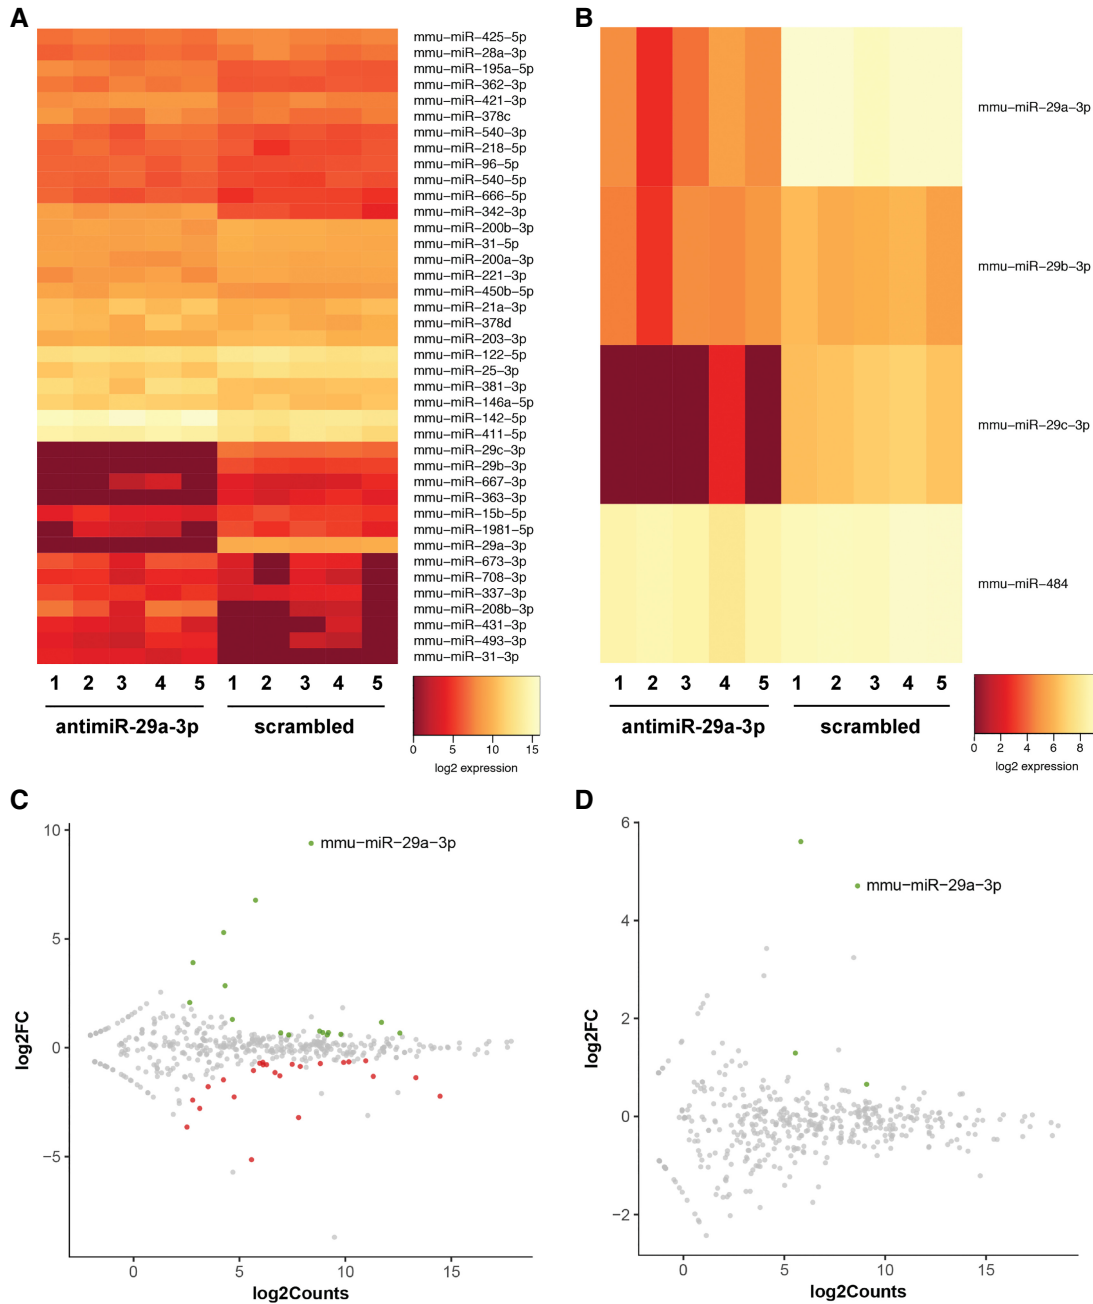 A
mmu-miR-425-5p
mmu-miR-28a-3p
mmu-miR-195a-5p
mmu-miR-362-3p
mmu-miR-421-3p
mmu-miR-378c
mmu-miR-540-3p
mmu-miR-218-5p
mmu-miR-96-5p
mmu-miR-540-5p
mmu-miR-666-5p
mmu-miR-342-3p
mmu-miR-200b-3p
mmu-miR-31-5p
mmu-miR-200a-3p
mmu-miR-221-3p
mmu-miR-450b-5p
mmu-miR-21a-3p
mmu-miR-378d
mmu-miR-203-3p
mmu-miR-122-5p
mmu-miR-25-3p
mmu-miR-381-3p
mmu-miR-146a-5p
mmu-miR-142-5p
mmu-miR-411-5p
mmu-miR-29c-3p
mmu-miR-29b-3p
mmu-miR-667-3p
mmu-miR-363-3p
mmu-miR-15b-5p
mmu-miR-1981-5p
mmu-miR-29a-3p
mmu-miR-673-3p
mmu-miR-708-3p
mmu-miR-337-3p
mmu-miR-208b-3p
mmu-miR-431-3p
mmu-miR-493-3p
mmu-miR-31-3p
1 2 3 4 5 1 2 3 4 5
antimiR-29a-3p scrambled
0 5 10 15
log2 expression
B
mmu-miR-29a-3p
mmu-miR-29b-3p
mmu-miR-29c-3p
mmu-miR-484
1 2 3 4 5 1 2 3 4 5
antimiR-29a-3p scrambled
0 2 4 6 8
log2 expression
C
10
5
0
−5
log2FC
mmu−miR−29a−3p
0 5 10 15
log2Counts
D
6
4
2
0
−2
log2FC
mmu−miR−29a−3p
0 5 10 15
log2Counts